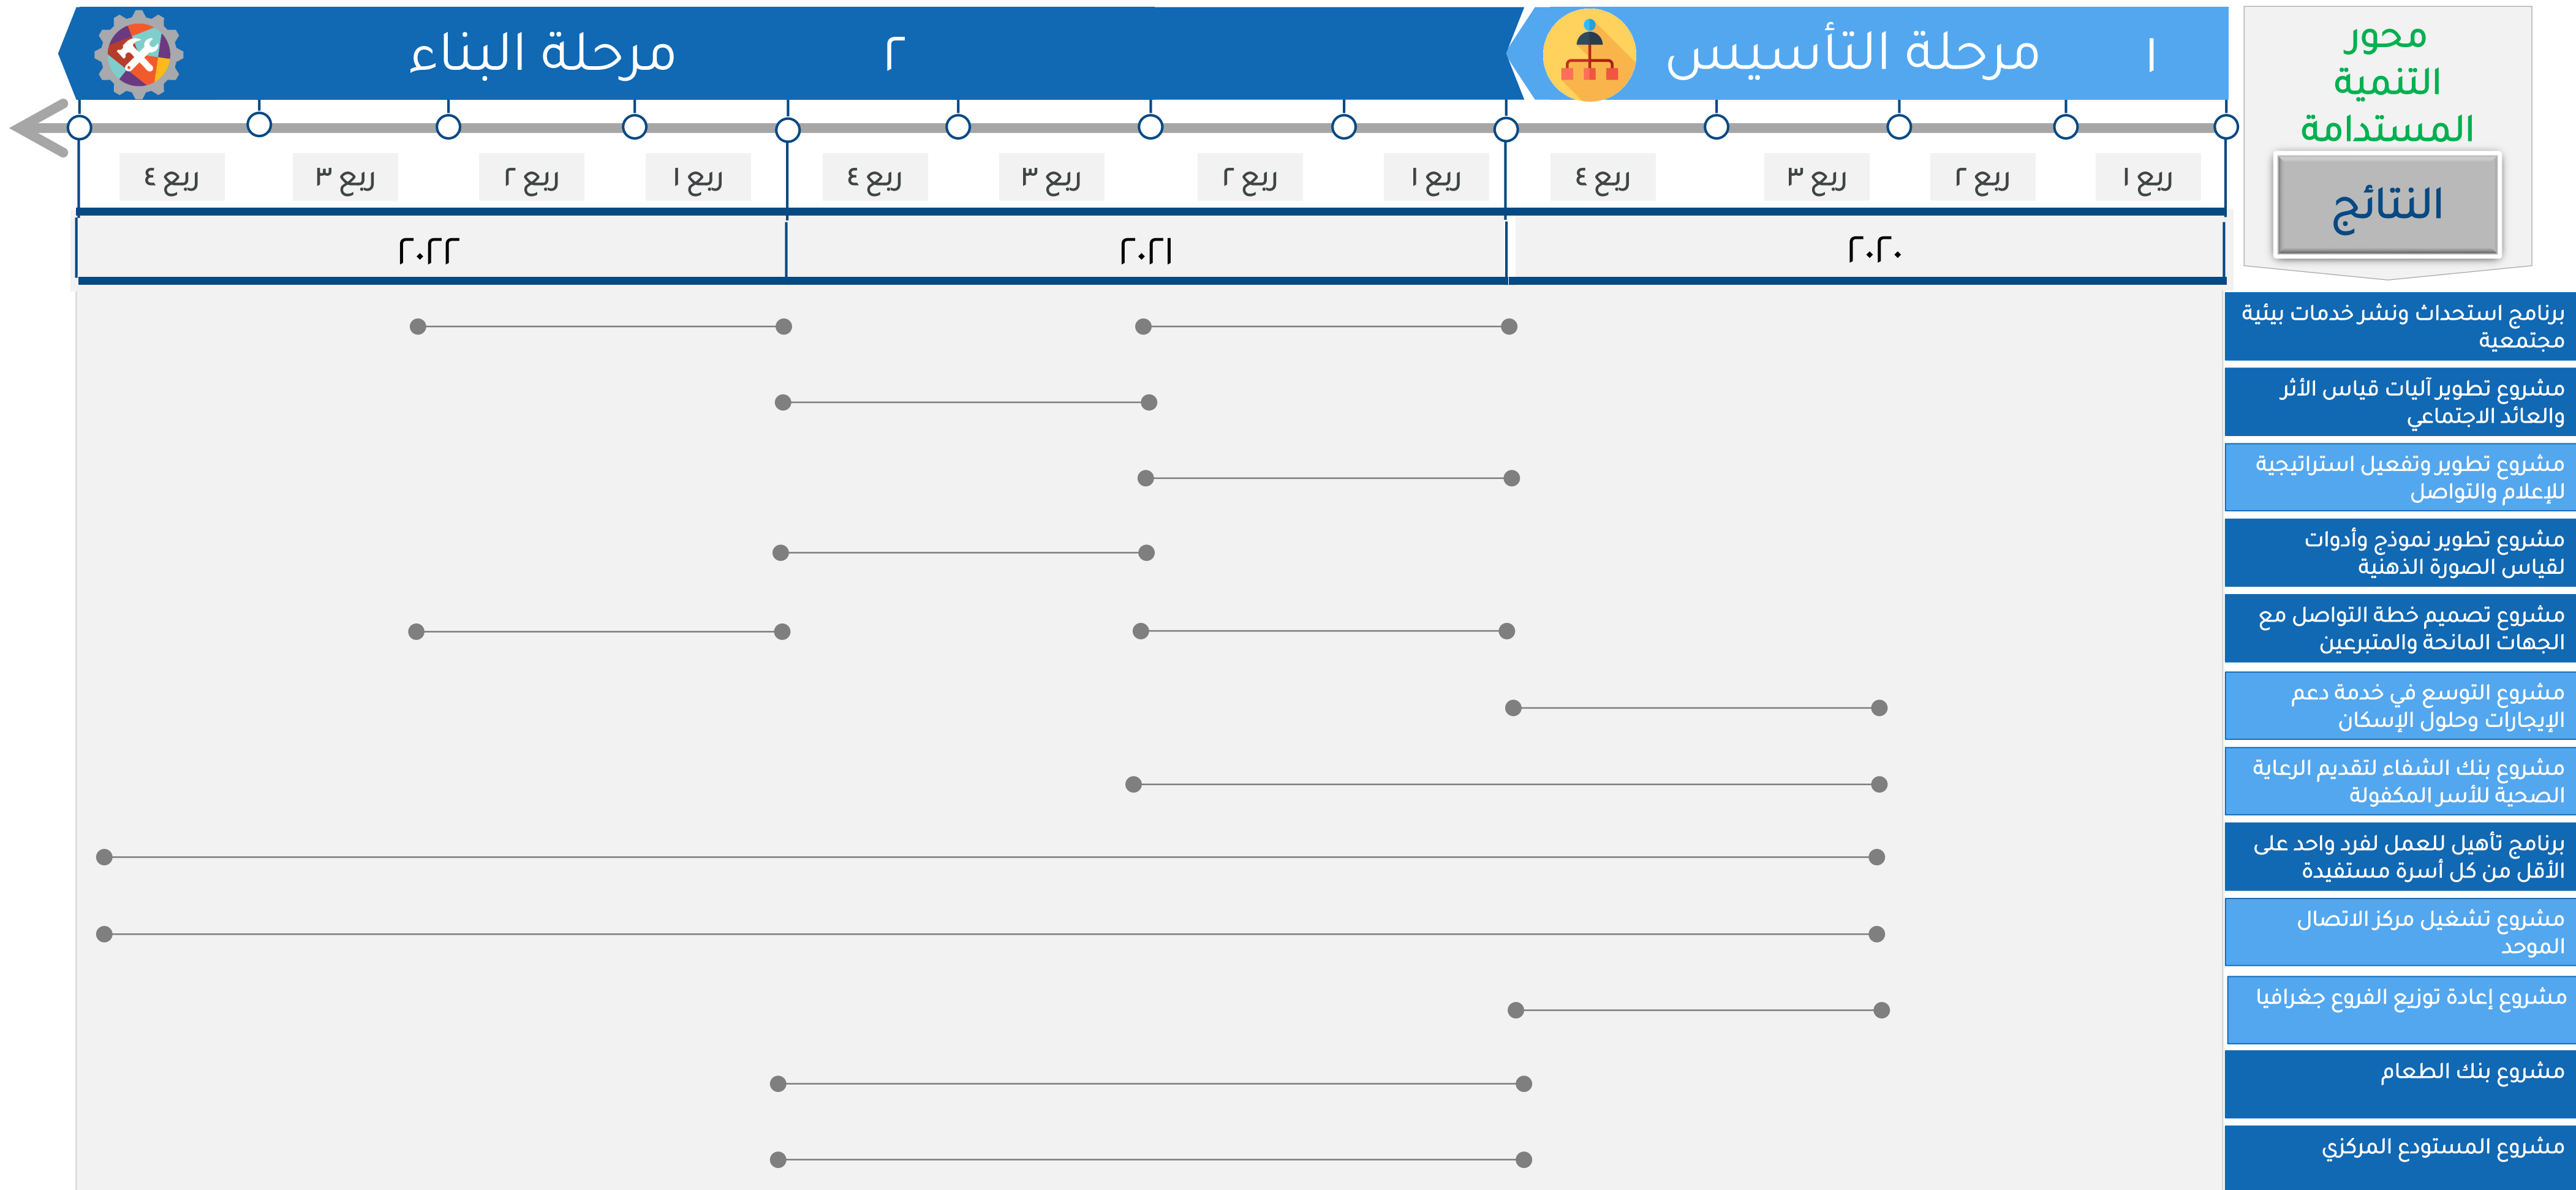 محور
التنمية
المستدامة
النتائج
١ مرحلة التأسيس
٢ مرحلة البناء
ربع ١ ربع ٢ ربع ٣ ربع ٤ ربع ١ ربع ٢ ربع ٣ ربع ٤ ربع ١ ربع ٢ ربع ٣ ربع ٤
٢٠٢٠ ٢٠٢١ ٢٠٢٢
برنامج استحداث ونشر خدمات بيئية
مجتمعية
مشروع تطوير آليات قياس الأثر
والعائد الاجتماعي
مشروع تطوير وتفعيل استراتيجية
للإعلام والتواصل
مشروع تطوير نموذج وأدوات
لقياس الصورة الذهنية
مشروع تصميم خطة التواصل مع
الجهات المانحة والمتبرعين
مشروع التوسع في خدمة دعم
الإيجارات وحلول الإسكان
مشروع بنك الشفاء لتقديم الرعاية
الصحية للأسر المكفولة
برنامج تأهيل للعمل لفرد واحد على
الأقل من كل أسرة مستفيدة
مشروع تشغيل مركز الاتصال
الموحد
مشروع إعادة توزيع الفروع جغرافيا
مشروع بنك الطعام
مشروع المستودع المركزي